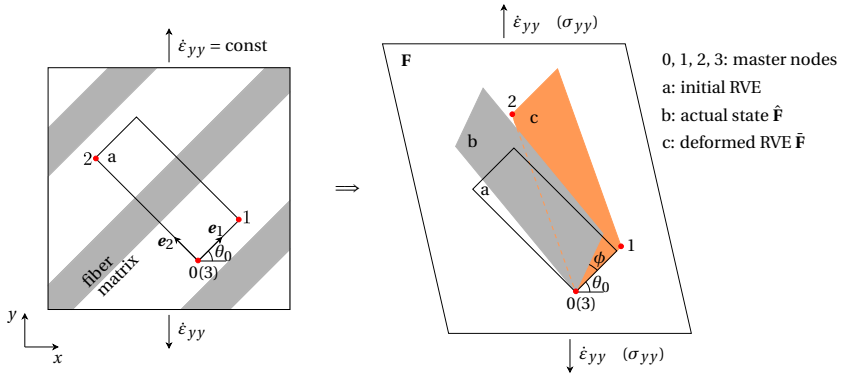 ε̇yy = const
2
a
1
e2
e1
θ0
0(3)
fiber
matrix
y
x
ε̇yy
⇒
ε̇yy (σyy)
F
2
c
b
a
1
ϕ
θ0
0(3)
ε̇yy (σyy)
0, 1, 2, 3: master nodes
a: initial RVE
b: actual state F̂
c: deformed RVE F̄